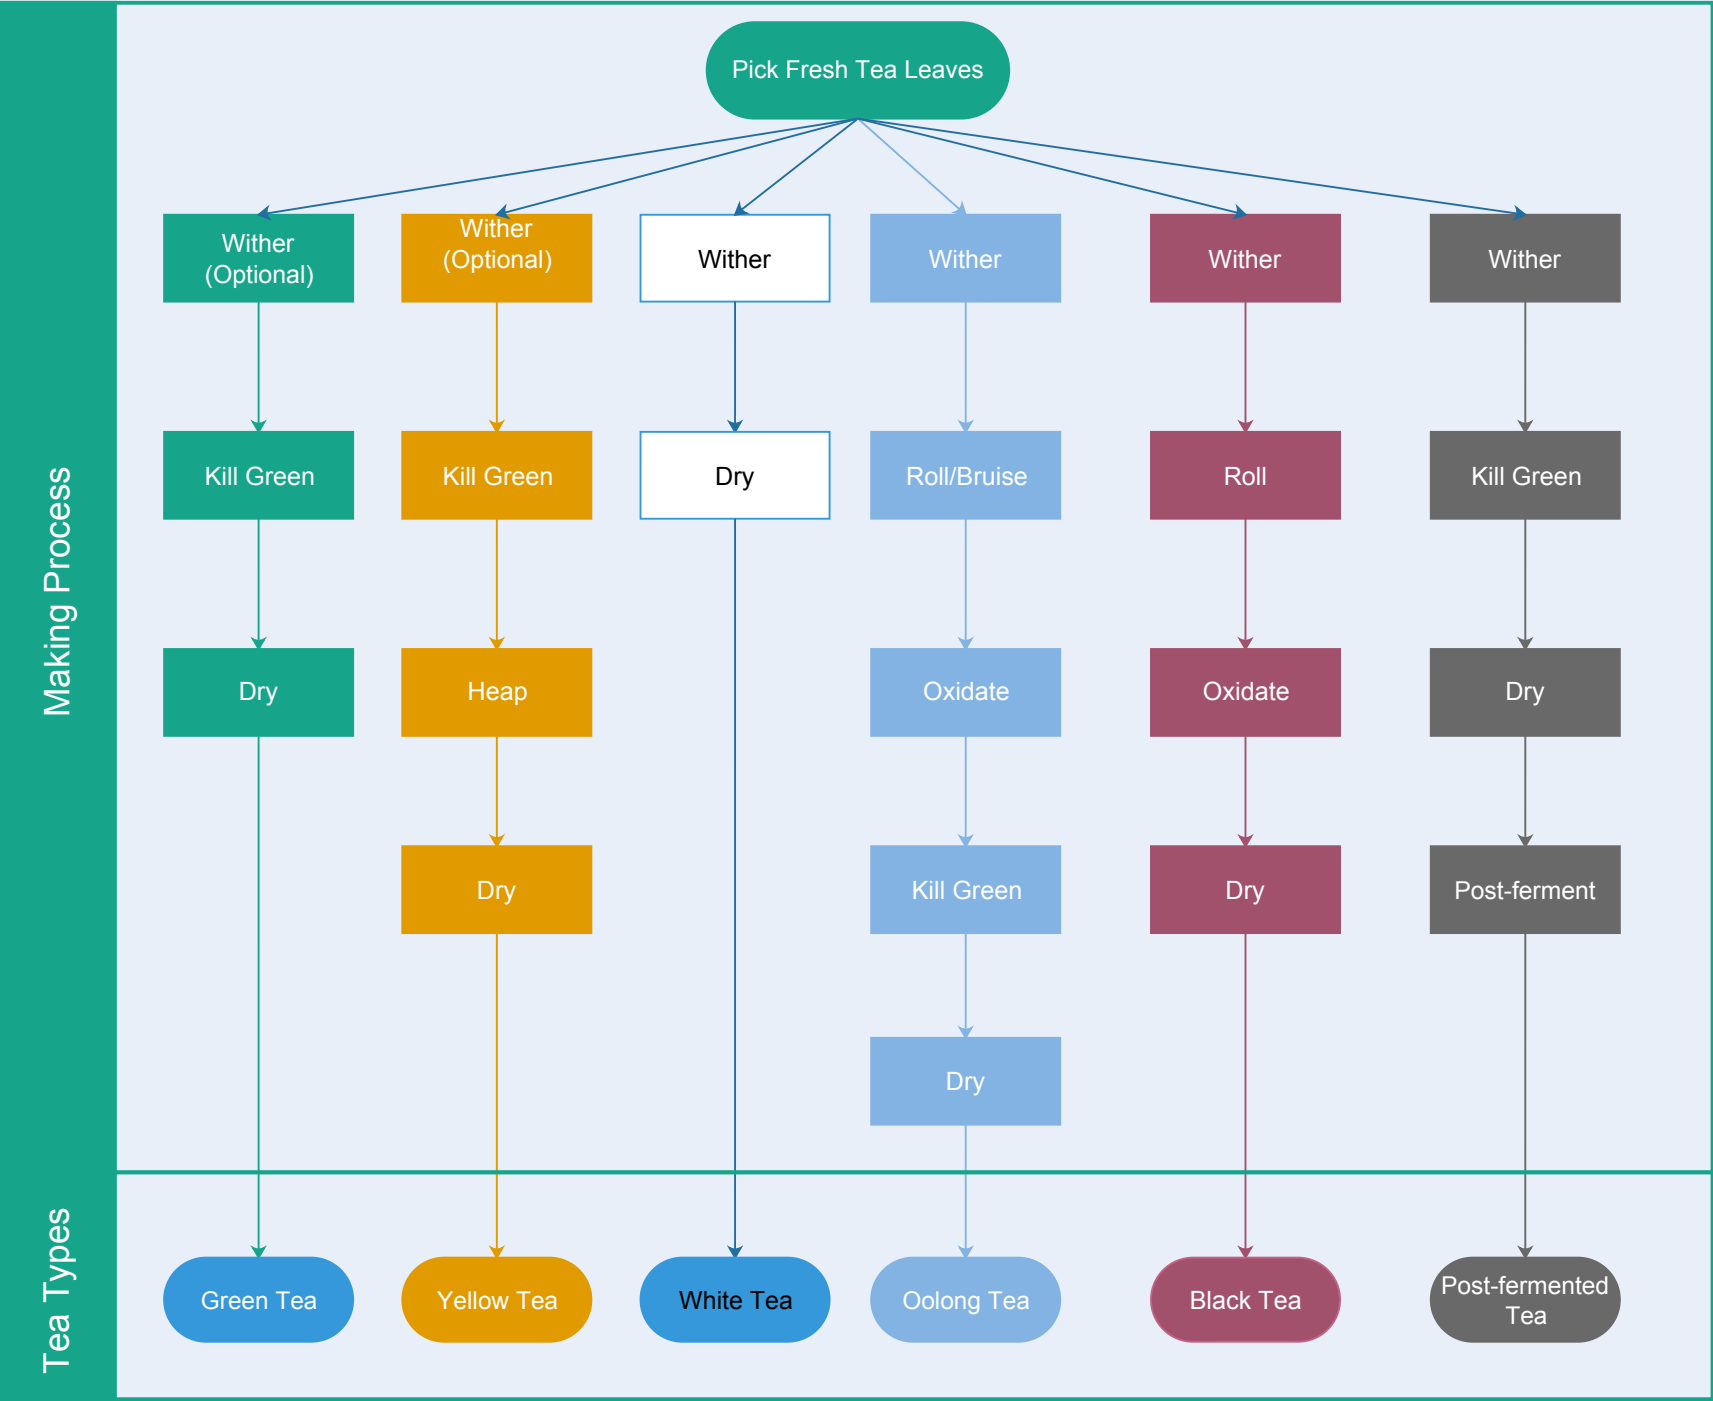 Pick Fresh Tea Leaves
Making Process
Wither
(Optional)
Wither
(Optional)
Wither
Wither
Wither
Wither
Kill Green
Kill Green
Dry
Roll/Bruise
Roll
Kill Green
Dry
Heap
Oxidate
Oxidate
Dry
Dry
Kill Green
Dry
Post-ferment
Dry
Tea Types
Green Tea
Yellow Tea
White Tea
Oolong Tea
Black Tea
Post-fermented
Tea